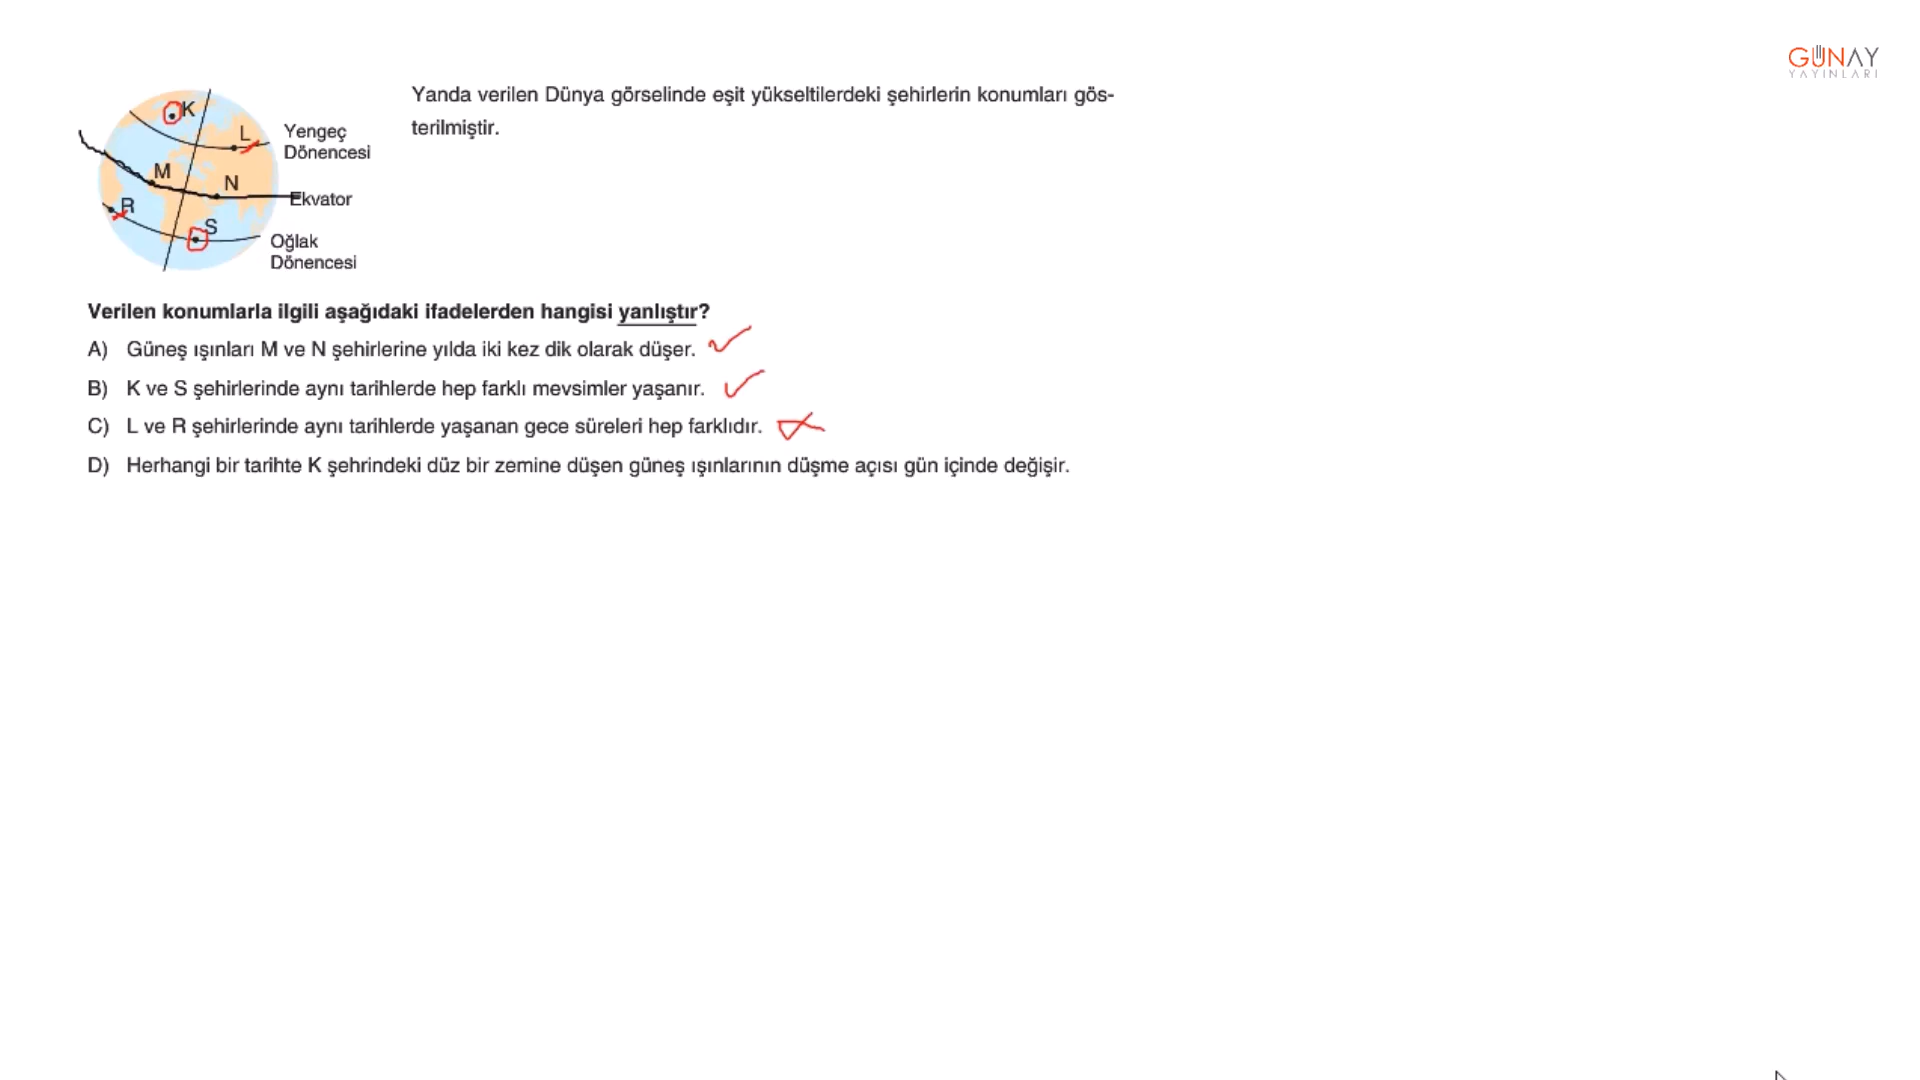 GÜNAY
YAYINLARI
Yanda verilen Dünya görselinde eşit yükseltilerdeki şehirlerin konumları gös-
terilmiştir.
K
L
Yengeç
Dönencesi
M
N
Ekvator
R
S
Oğlak
Dönencesi
Verilen konumlarla ilgili aşağıdaki ifadelerden hangisi yanlıştır?
A) Güneş ışınları M ve N şehirlerine yılda iki kez dik olarak düşer.
B) K ve S şehirlerinde aynı tarihlerde hep farklı mevsimler yaşanır.
C) L ve R şehirlerinde aynı tarihlerde yaşanan gece süreleri hep farklıdır.
D) Herhangi bir tarihte K şehrindeki düz bir zemine düşen güneş ışınlarının düşme açısı gün içinde değişir.